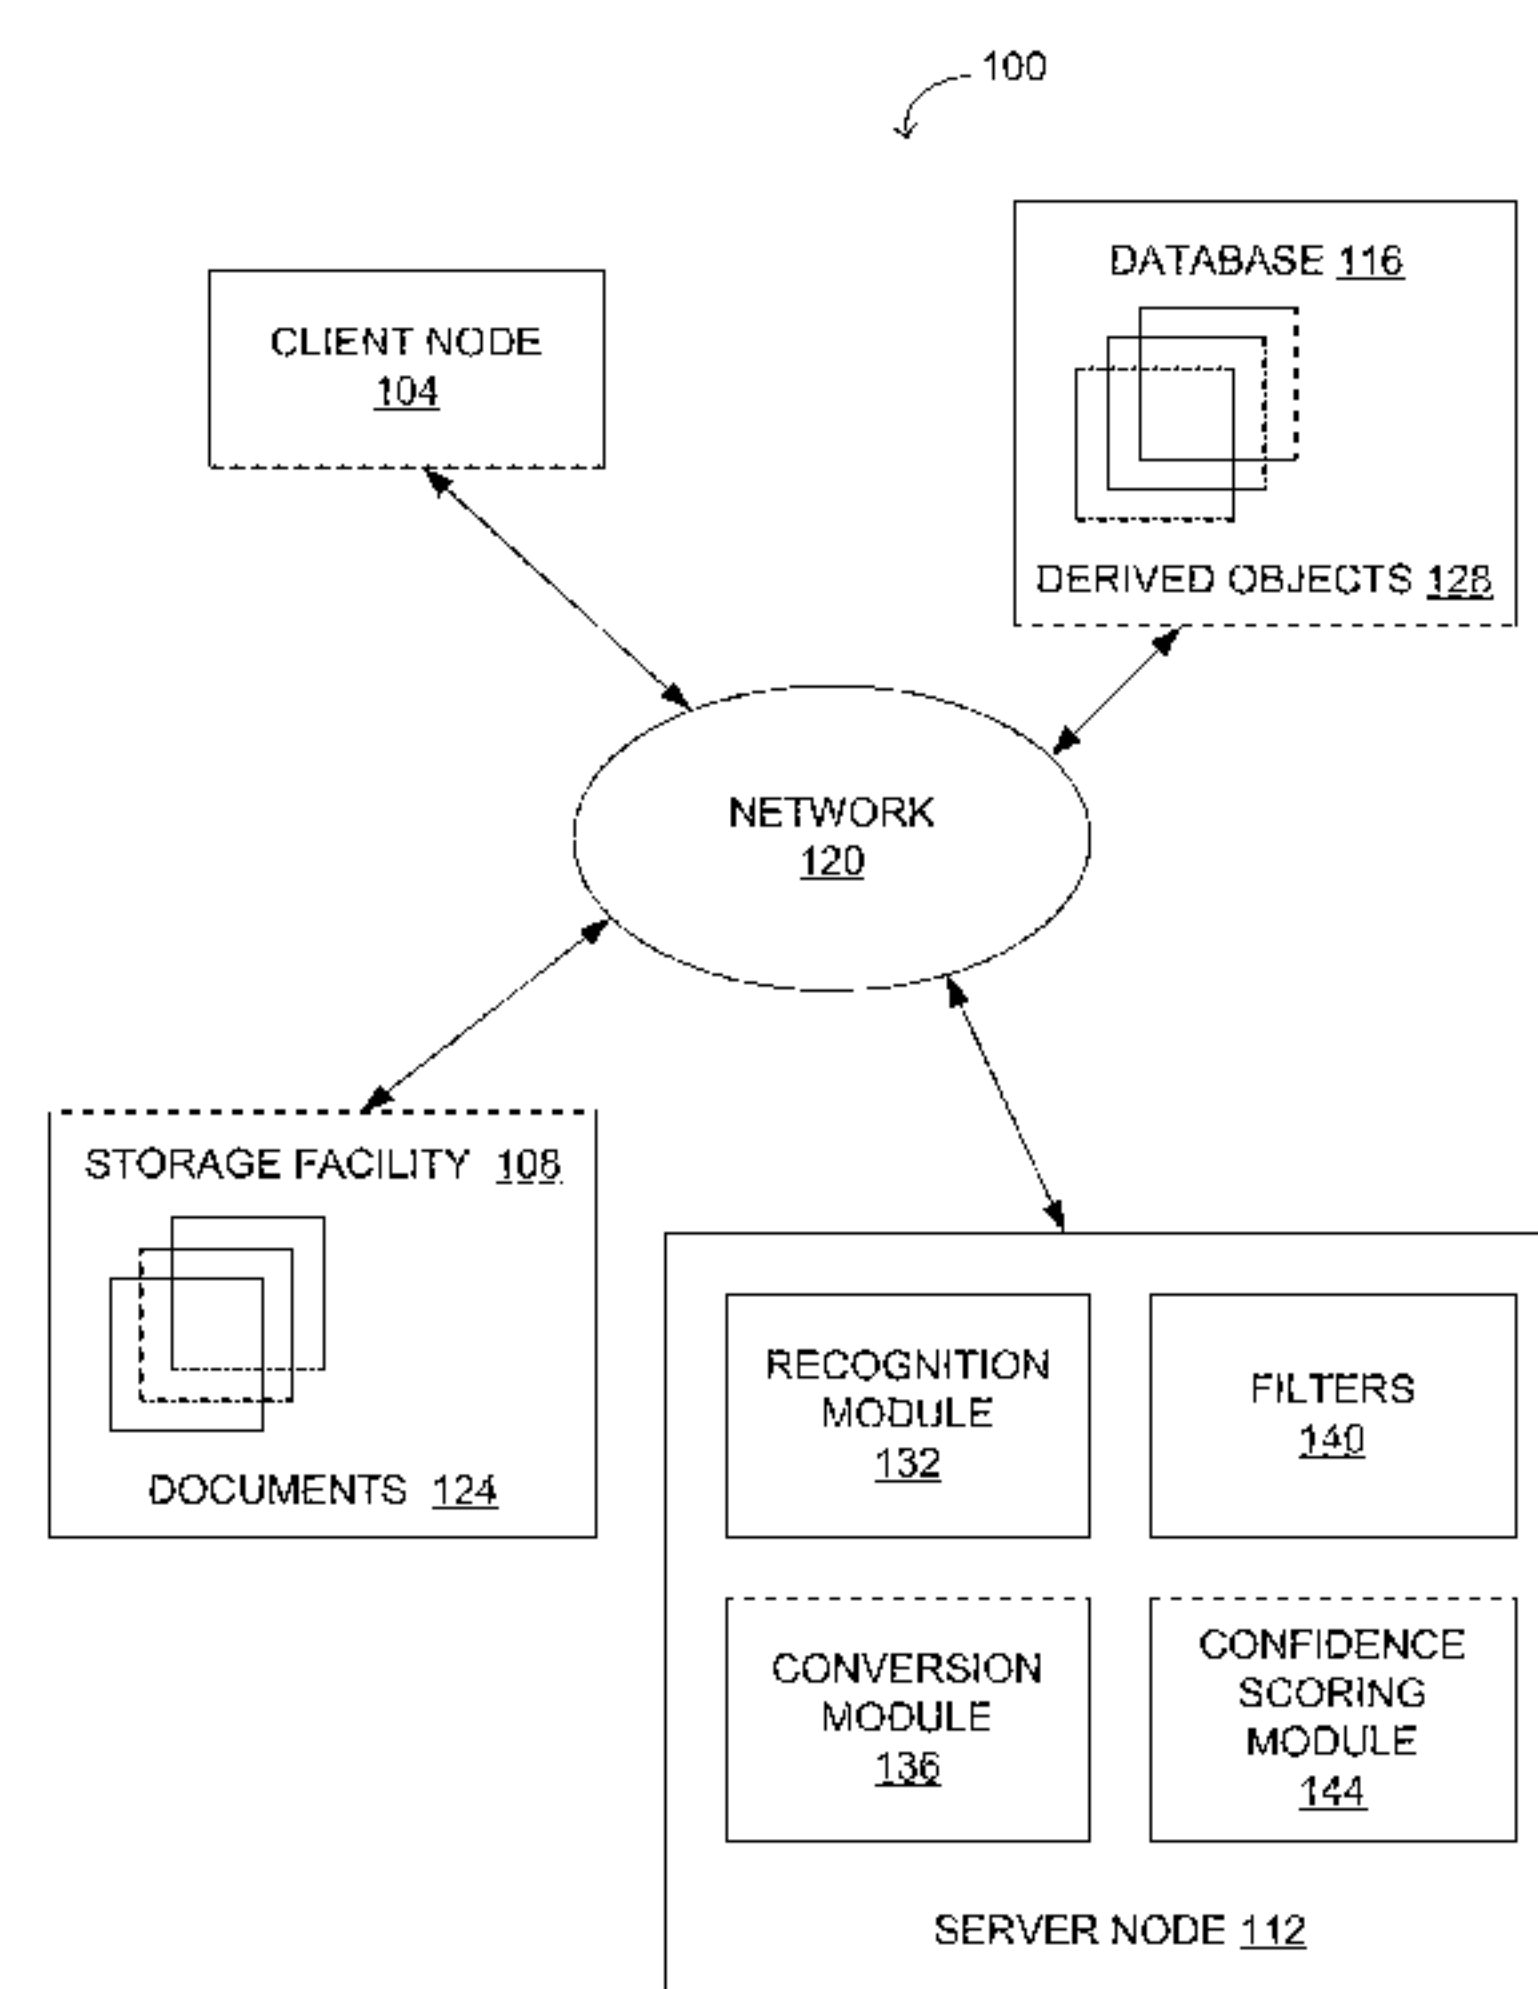 100
DATABASE 116
CLIENT NODE
104
DERIVED OBJECTS 128
NETWORK
120
STORAGE FACILITY 108
DOCUMENTS 124
RECOGNITION
MODULE
132
FILTERS
140
CONVERSION
MODULE
136
CONFIDENCE
SCORING
MODULE
144
SERVER NODE 112